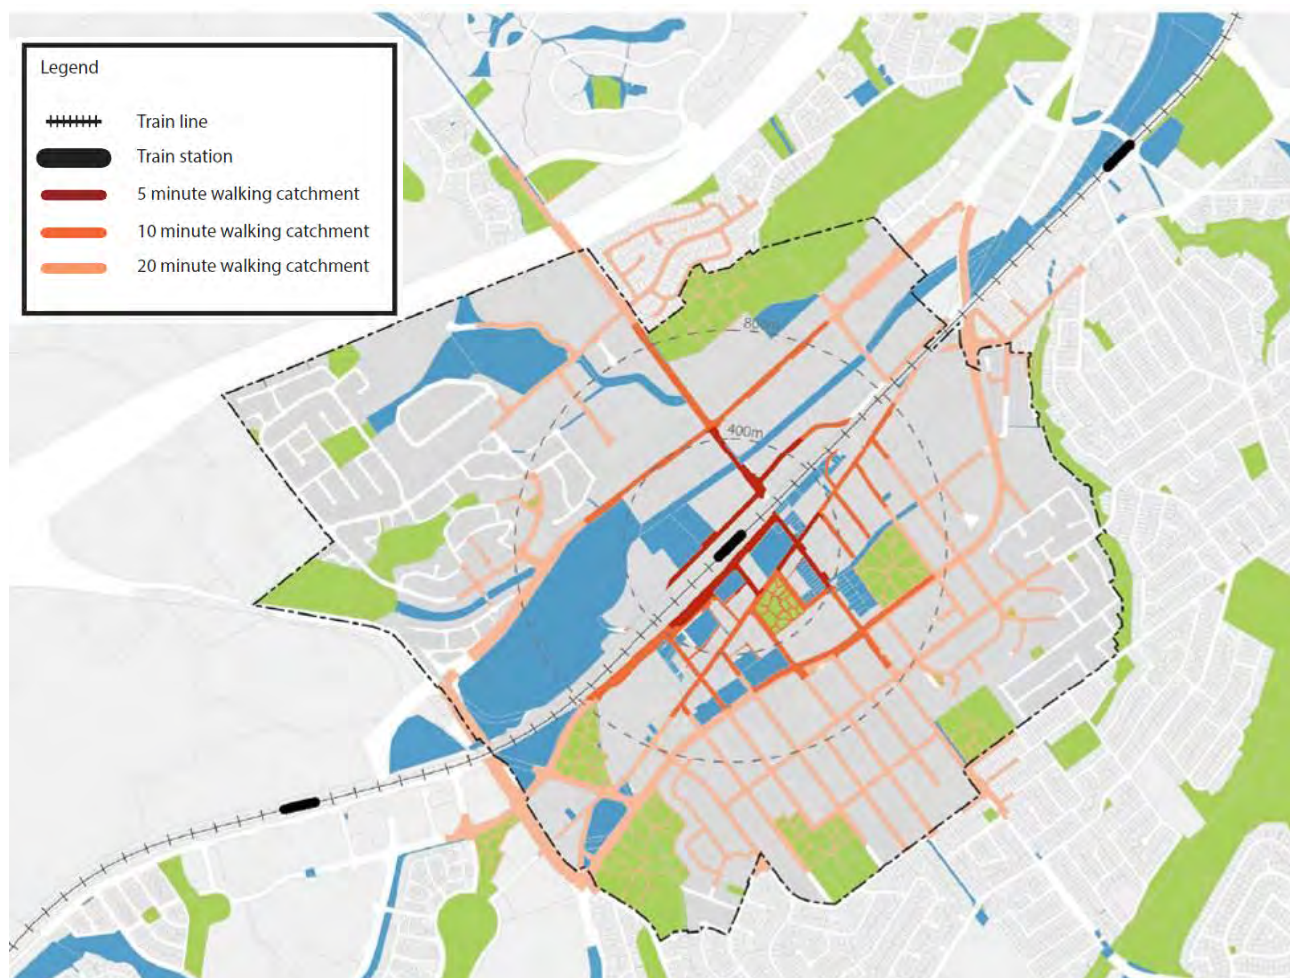 Legend
Train line
Train station
5 minute walking catchment
10 minute walking catchment
20 minute walking catchment
400m